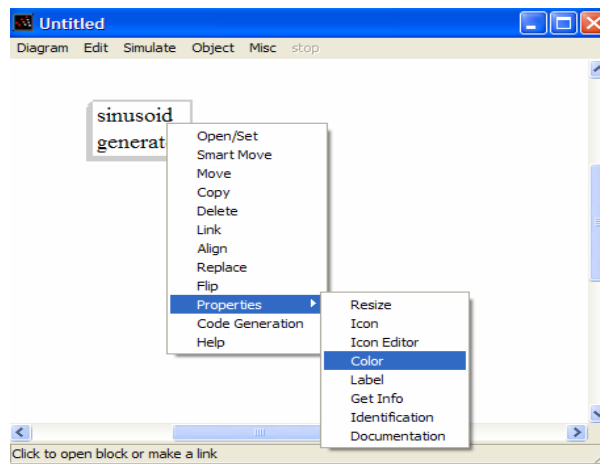 Untitled
Diagram Edit Simulate Object Misc stop
sinusoid
generat
Open/Set
Smart Move
Move
Copy
Delete
Link
Align
Replace
Flip
Properties
Code Generation
Help
Resize
Icon
Icon Editor
Color
Label
Get Info
Identification
Documentation
Click to open block or make a link